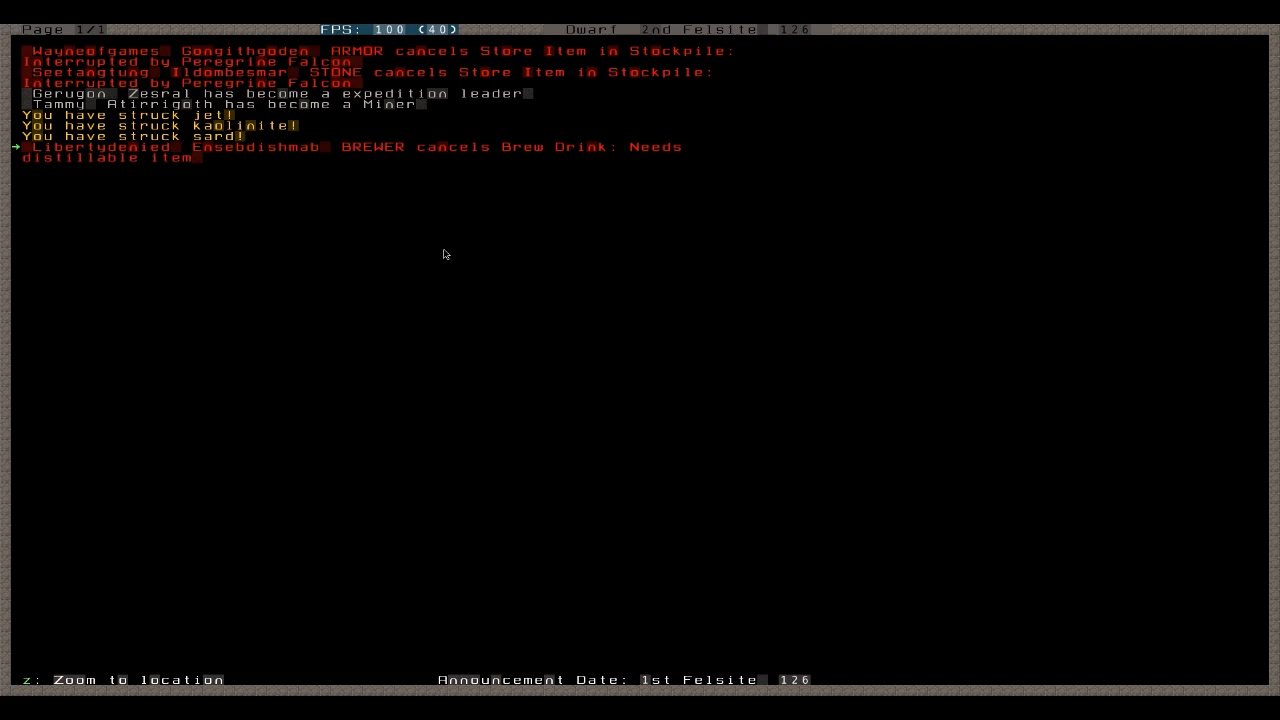 Page 1/1 FPS: 100 (40) Dwarf 2nd Felsite 126
Wayneofgames Gongithgoden ARMOR cancels Store Item in Stockpile:
Interrupted by Peregrine Falcon
Seetangtung Ildombesmar STONE cancels Store Item in Stockpile:
Interrupted by Peregrine Falcon
Gerugon Zesral has become a expedition leader
Tammy Atirrigoth has become a Miner
You have struck jet!
You have struck kaolinite!
You have struck sard!
Libertydenied Ensebdishmab BREWER cancels Brew Drink: Needs
distillable item
z: Zoom to location Announcement Date: 1st Felsite 126